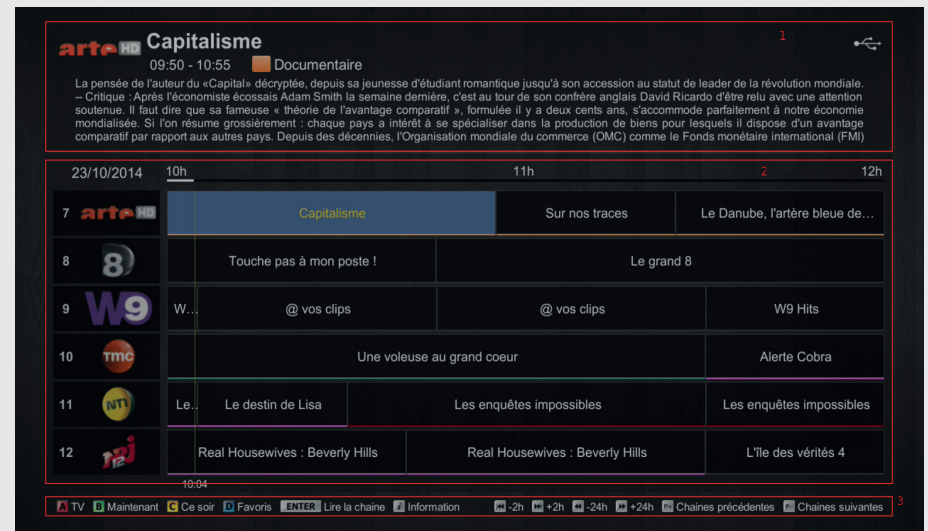 arte HD Capitalisme 1
09:50 - 10:55 Documentaire
La pensée de l'auteur du «Capital» décryptée, depuis sa jeunesse d'étudiant romantique jusqu'à son accession au statut de leader de la révolution mondiale.
-- Critique : Après l'économiste écossais Adam Smith la semaine dernière, c'est au tour de son confrère anglais David Ricardo d'être relu avec une attention
soutenue. Il faut dire que sa fameuse « théorie de l'avantage comparatif », formulée il y a deux cents ans, s'accommode parfaitement à notre économie
mondialisée. Si l'on résume grossièrement : chaque pays a intérêt à se spécialiser dans la production de biens pour lesquels il dispose d'un avantage
comparatif par rapport aux autres pays. Depuis des décennies, l'Organisation mondiale du commerce (OMC) comme le Fonds monétaire international (FMI)
23/10/2014 10h 11h 2 12h
7 arte HD Capitalisme Sur nos traces Le Danube, l'artère bleue de...
8 8 Touche pas à mon poste ! Le grand 8
9 W9 W... @ vos clips @ vos clips W9 Hits
10 TMC Une voleuse au grand coeur Alerte Cobra
11 NT1 Le.. Le destin de Lisa Les enquêtes impossibles Les enquêtes impossibles
12 nrj 12 Real Housewives : Beverly Hills Real Housewives : Beverly Hills L'île des vérités 4
10:04
A TV B Maintenant C Ce soir D Favoris ENTER Lire la chaine i Information -2h +2h -24h +24h Chaines précédentes Chaines suivantes 3